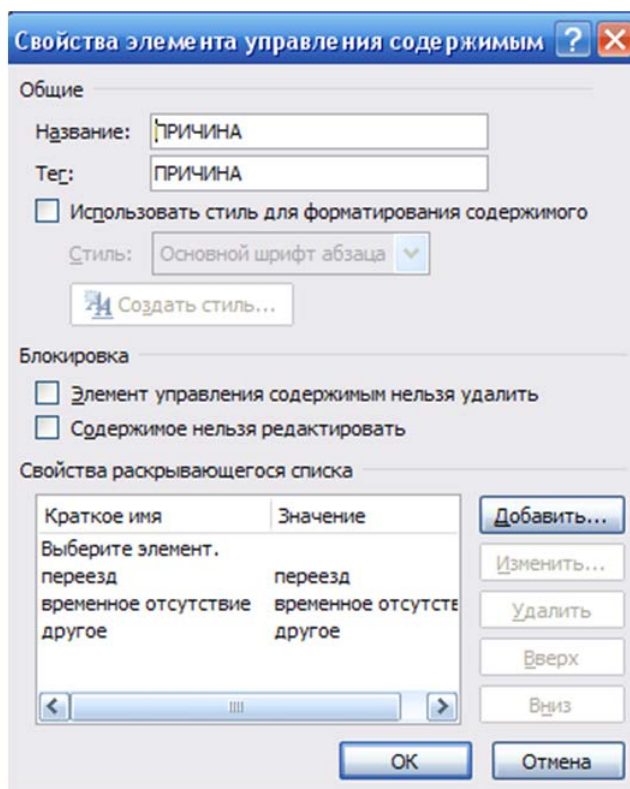 Свойства элемента управления содержимым
Общие
Название: ПРИЧИНА
Тег: ПРИЧИНА
Использовать стиль для форматирования содержимого
Стиль: Основной шрифт абзаца
Создать стиль...
Блокировка
Элемент управления содержимым нельзя удалить
Содержимое нельзя редактировать
Свойства раскрывающегося списка
Краткое имя Значение
Выберите элемент.
переезд переезд
временное отсутствие временное отсутств
другое другое
Добавить...
Изменить...
Удалить
Вверх
Вниз
ОК Отмена